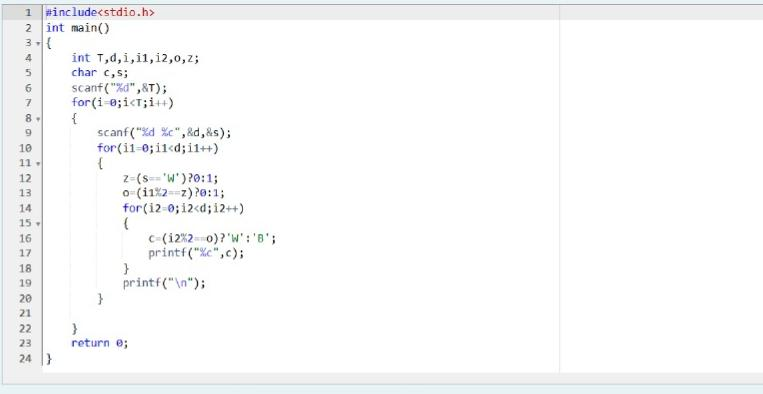 1 #include<stdio.h>
2 int main()
3 {
4 int T,d,i,i1,i2,o,z;
5 char c,s;
6 scanf("%d",&T);
7 for(i=0;i<T;i++)
8 {
9 scanf("%d %c",&d,&s);
10 for(i1=0;i1<d;i1++)
11 {
12 z=(s=='W')?0:1;
13 o=(i1%2==z)?0:1;
14 for(i2=0;i2<d;i2++)
15 {
16 c=(i2%2==o)?'W':'B';
17 printf("%c",c);
18 }
19 printf("\n");
20 }
21
22 }
23 return 0;
24 }